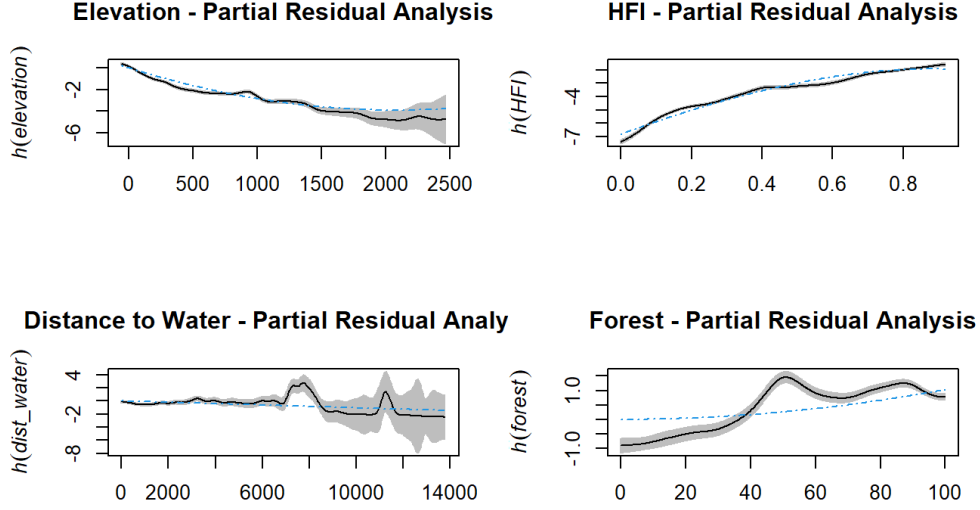 Elevation - Partial Residual Analysis
h(elevation)
2
-6
0 500 1000 1500 2000 2500
HFI - Partial Residual Analysis
h(HFI)
-4
-7
0.0 0.2 0.4 0.6 0.8
Distance to Water - Partial Residual Analy
h(dist_water)
4
2
-8
0 2000 6000 10000 14000
Forest - Partial Residual Analysis
h(forest)
1.0
-1.0
0 20 40 60 80 100